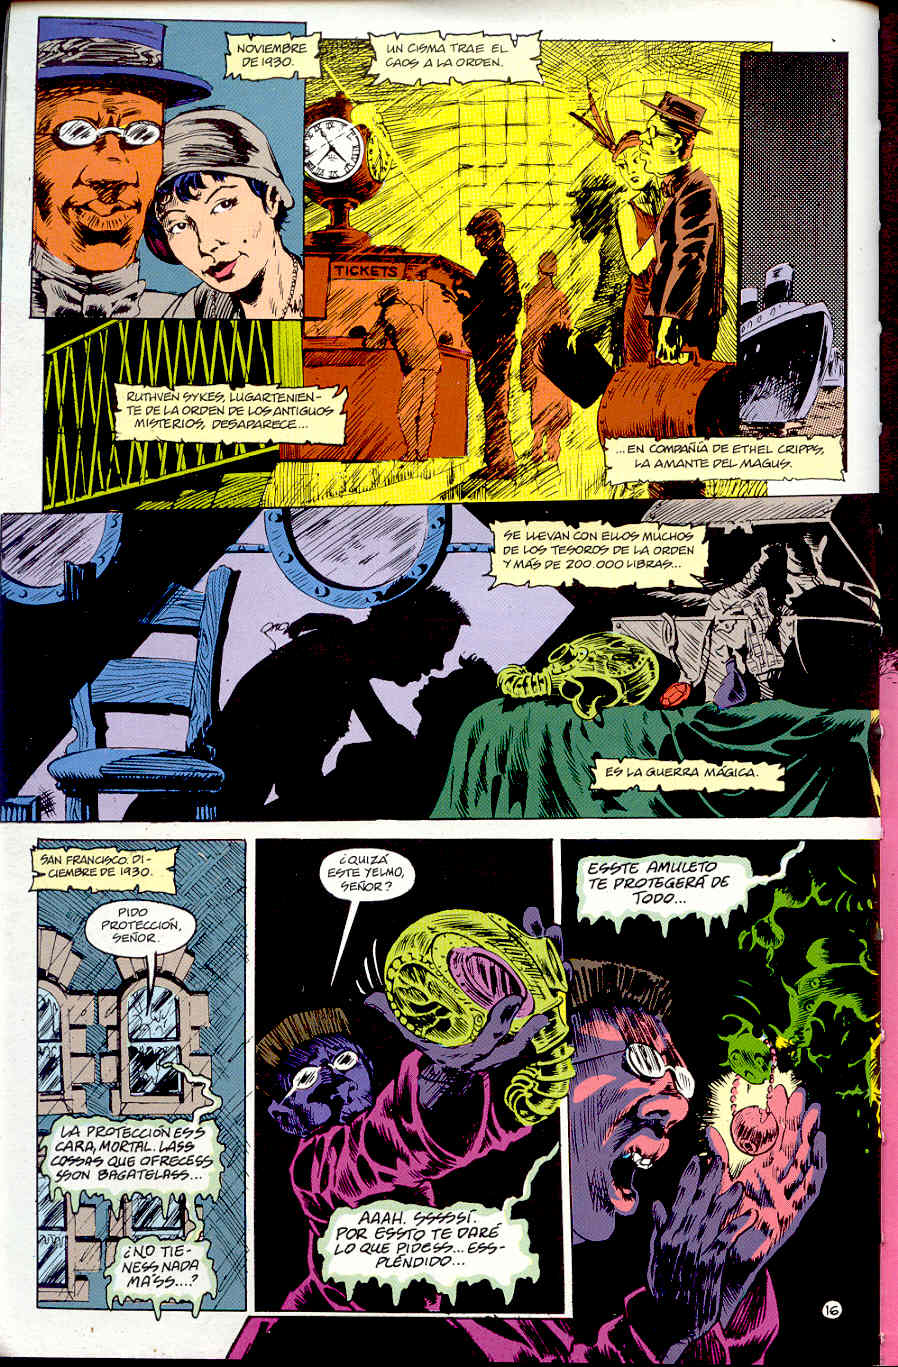 NOVIEMBRE
DE 1930.
UN CISMA TRAE EL
CAOS A LA ORDEN.
TICKETS
RUTHVEN SYKES, LUGARTENIEN-
TE DE LA ORDEN DE LOS ANTIGUOS
MISTERIOS, DESAPARECE...
...EN COMPAÑÍA DE ETHEL CRIPPS,
LA AMANTE DEL MAGUS.
SE LLEVAN CON ELLOS MUCHOS
DE LOS TESOROS DE LA ORDEN
Y MÁS DE 200.000 LIBRAS...
ES LA GUERRA MÁGICA.
SAN FRANCISCO. DI-
CIEMBRE DE 1930.
PIDO
PROTECCIÓN,
SEÑOR.
LA PROTECCIÓN ESS
CARA, MORTAL. LASS
COSSAS QUE OFRECESS
SSON BAGATELASS...
¿NO TIE-
NESS NADA
MÁSS....?
¿QUIZÁ
ESTE YELMO,
SEÑOR?
AAAH. SSSSSÍ.
POR ESSTO TE DARÉ
LO QUE PIDESS... ESS-
PLÉNDIDO...
ESSTE AMULETO
TE PROTEGERÁ DE
TODO...
16